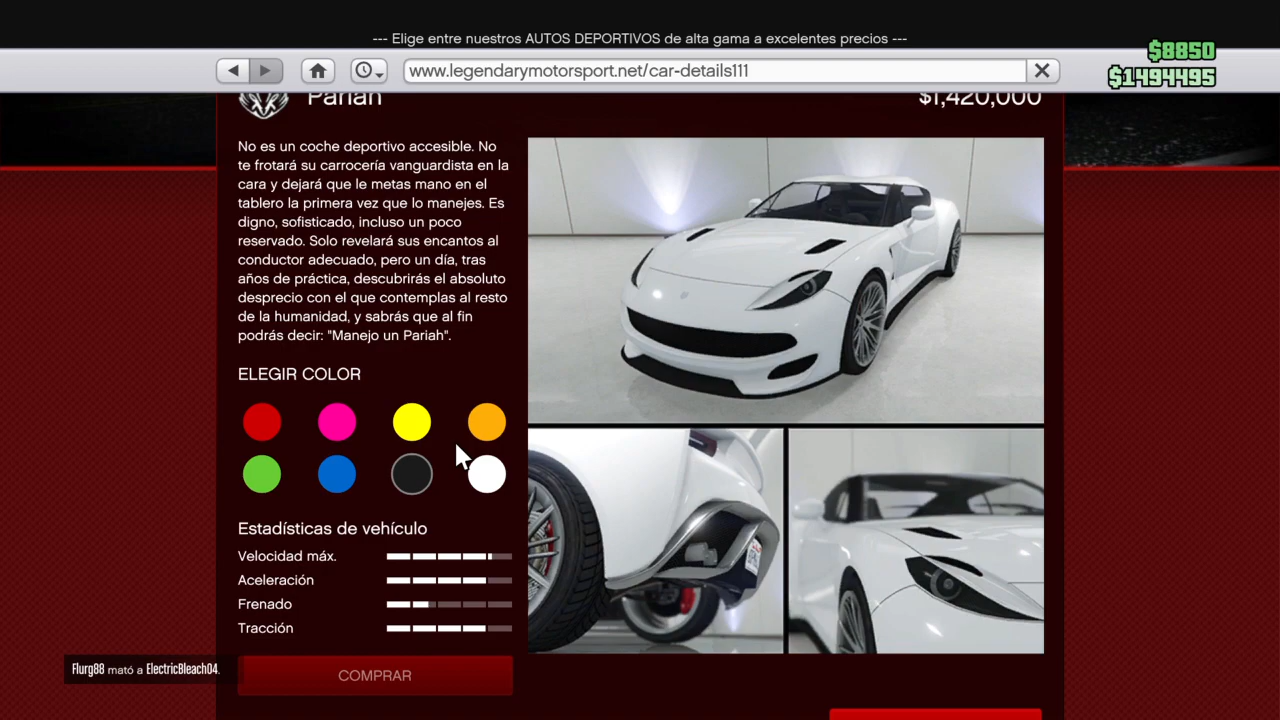 --- Elige entre nuestros AUTOS DEPORTIVOS de alta gama a excelentes precios ---
$8850
www.legendarymotorsport.net/car-details111
$1494495
Pariah
$1,420,000
No es un coche deportivo accesible. No
te frotará su carrocería vanguardista en la
cara y dejará que le metas mano en el
tablero la primera vez que lo manejes. Es
digno, sofisticado, incluso un poco
reservado. Solo revelará sus encantos al
conductor adecuado, pero un día, tras
años de práctica, descubrirás el absoluto
desprecio con el que contemplas al resto
de la humanidad, y sabrás que al fin
podrás decir: "Manejo un Pariah".
ELEGIR COLOR
Estadísticas de vehículo
Velocidad máx.
Aceleración
Frenado
Tracción
Flurg88 mató a ElectricBleach04.
COMPRAR